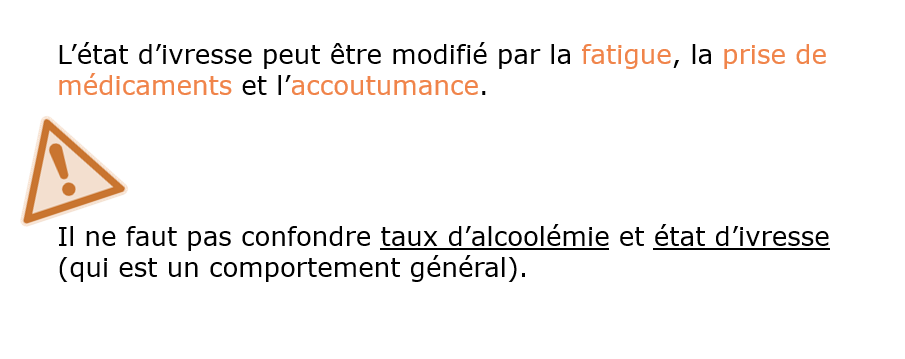 L’état d’ivresse peut être modifié par la fatigue, la prise de
médicaments et l’accoutumance.
Il ne faut pas confondre taux d’alcoolémie et état d’ivresse
(qui est un comportement général).